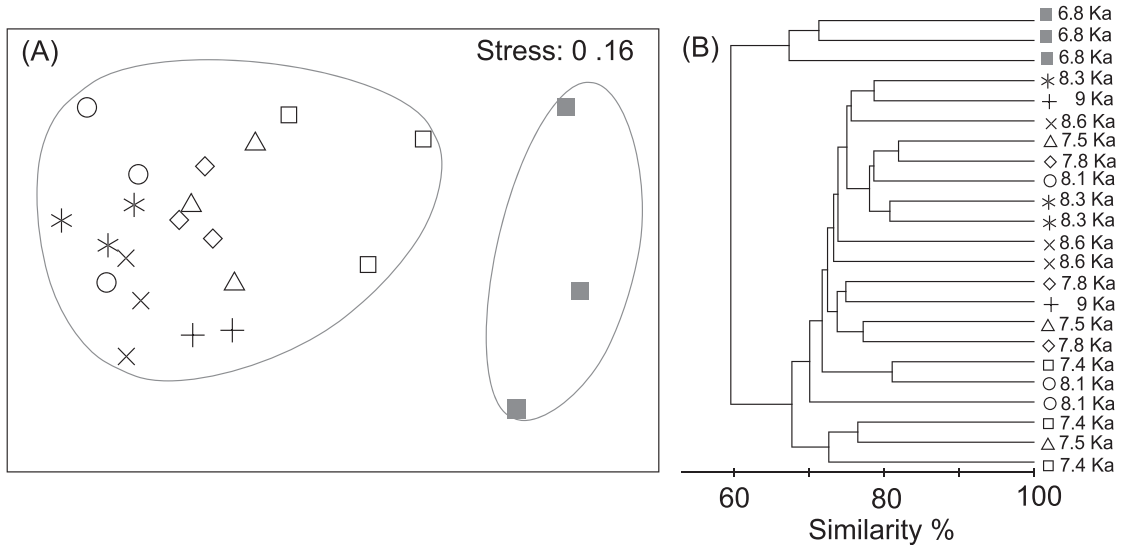 (A)
Stress: 0 .16
(B)
6.8 Ka
6.8 Ka
6.8 Ka
8.3 Ka
9 Ka
8.6 Ka
7.5 Ka
7.8 Ka
8.1 Ka
8.3 Ka
8.3 Ka
8.6 Ka
8.6 Ka
7.8 Ka
9 Ka
7.5 Ka
7.8 Ka
7.4 Ka
8.1 Ka
8.1 Ka
7.4 Ka
7.5 Ka
7.4 Ka
60 80 100
Similarity %